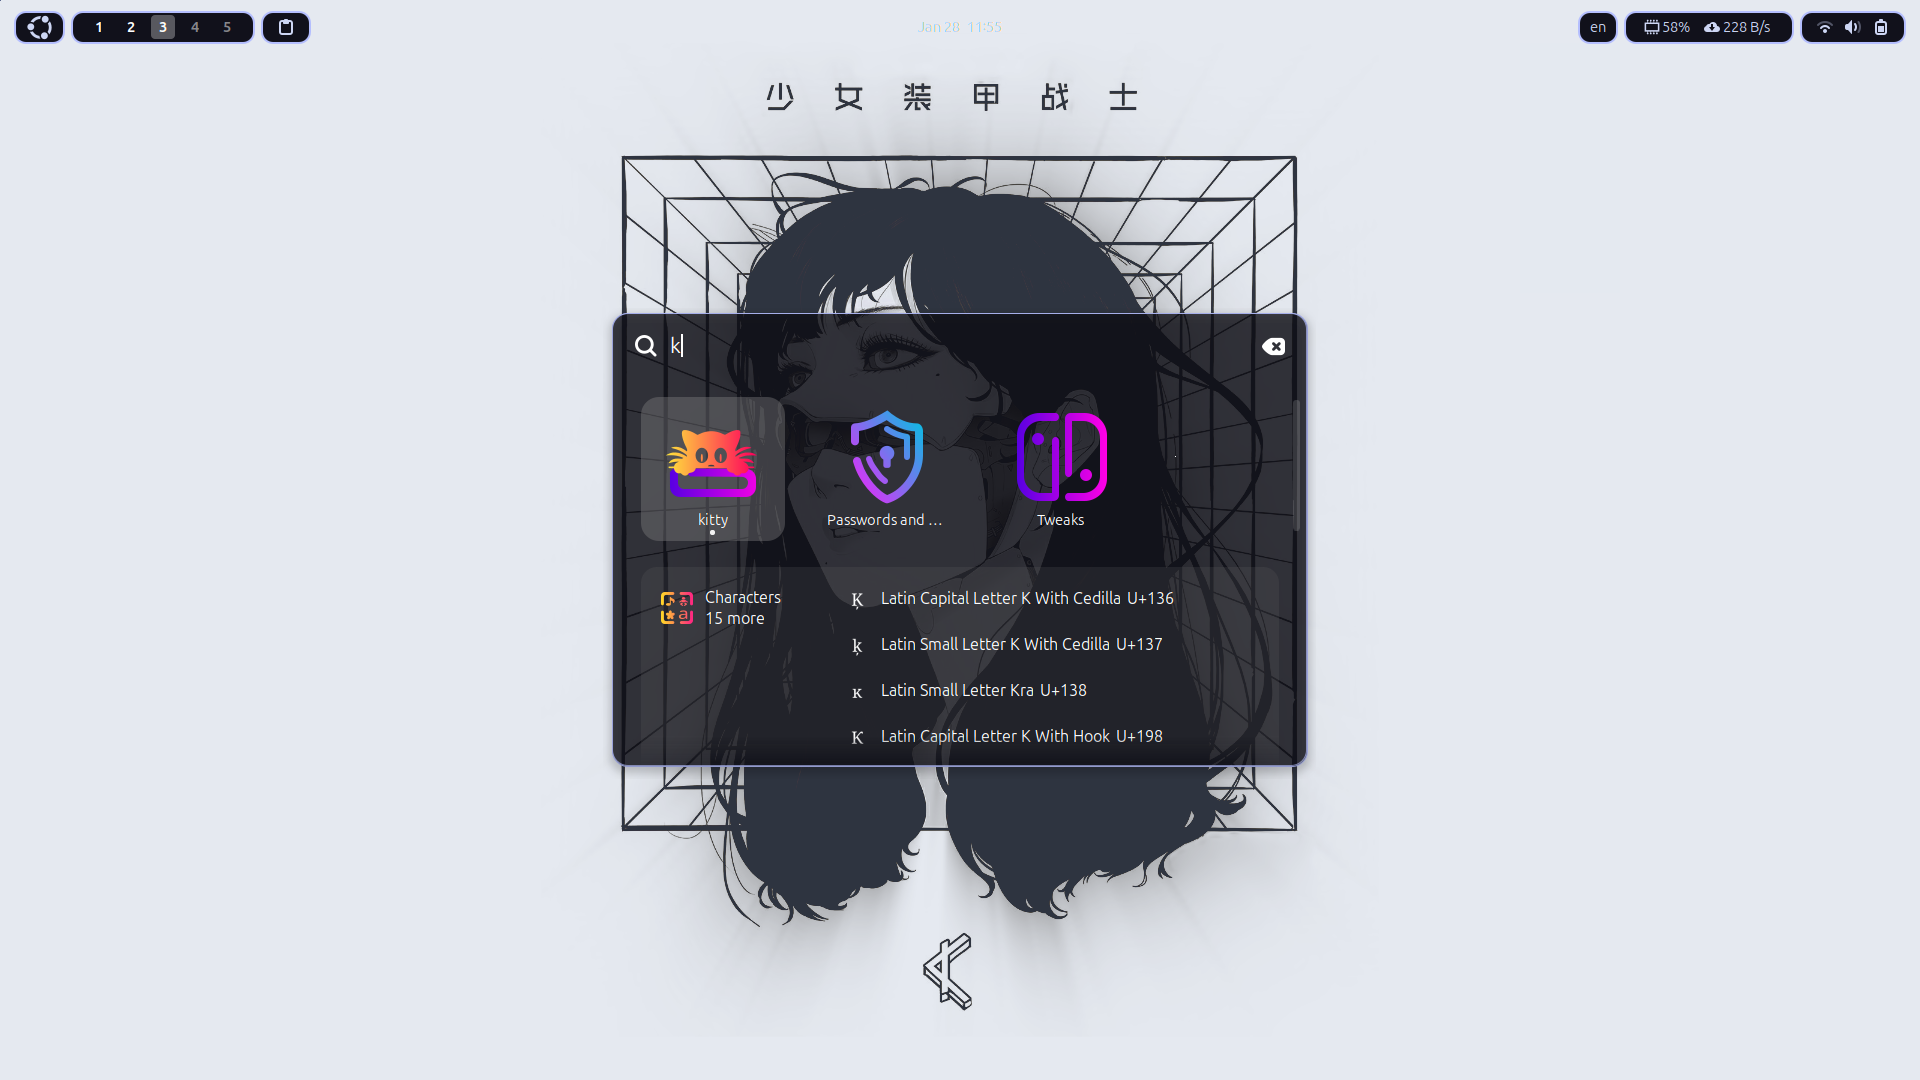 1 2 3 4 5
Jan 28 11:55
en
58% 228 B/s
少女装甲战士
k
kitty
Passwords and ...
Tweaks
Characters
15 more
Ķ Latin Capital Letter K With Cedilla U+136
ķ Latin Small Letter K With Cedilla U+137
ĸ Latin Small Letter Kra U+138
Ƙ Latin Capital Letter K With Hook U+198